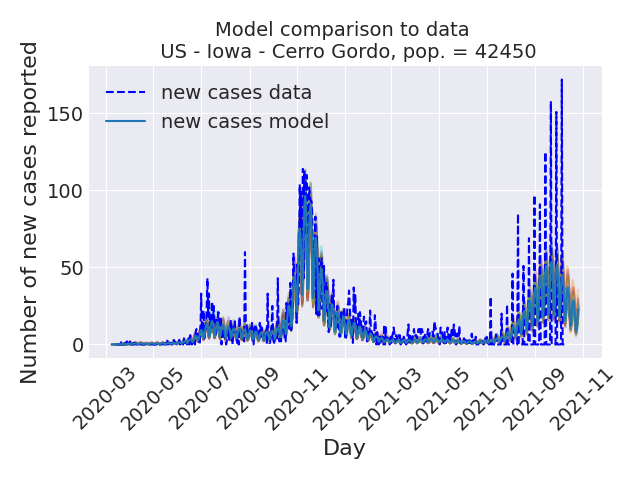 Model comparison to data
US - Iowa - Cerro Gordo, pop. = 42450
Number of new cases reported
150
100
50
0
new cases data
new cases model
2020-03
2020-05
2020-07
2020-09
2020-11
2021-01
2021-03
2021-05
2021-07
2021-09
2021-11
Day